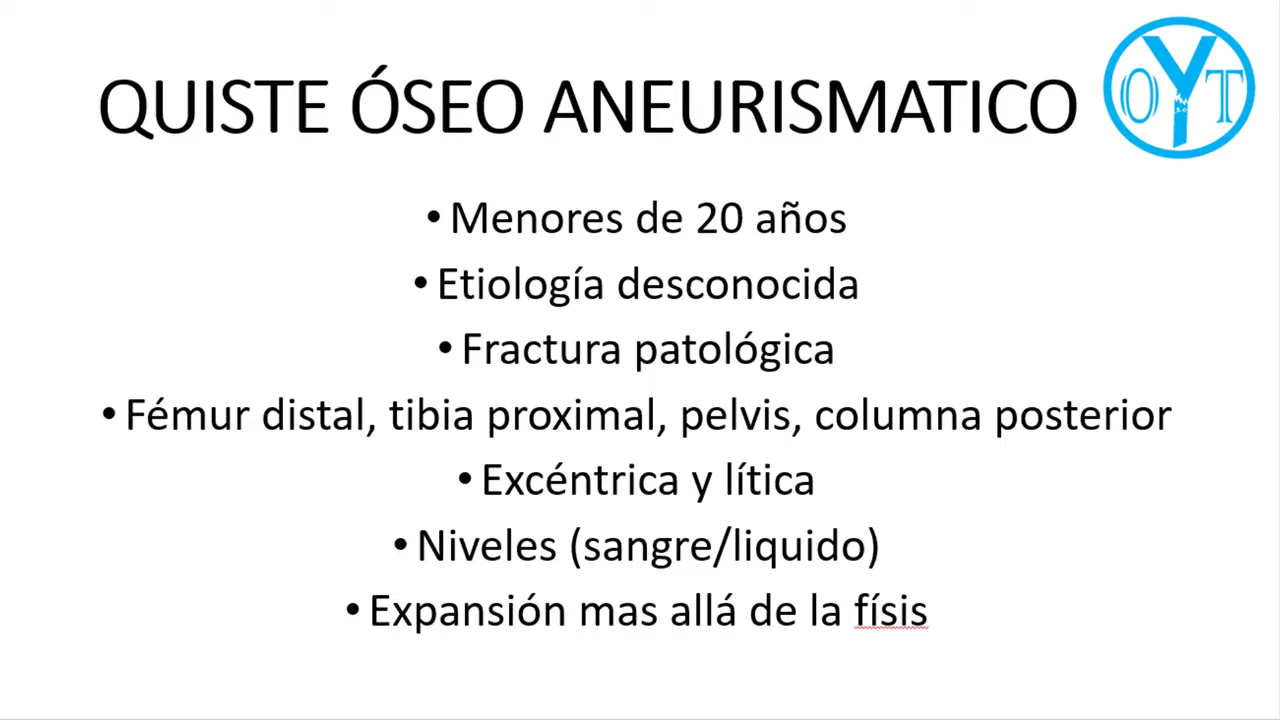 QUISTE ÓSEO ANEURISMATICO
OYT
• Menores de 20 años
• Etiología desconocida
• Fractura patológica
• Fémur distal, tibia proximal, pelvis, columna posterior
• Excéntrica y lítica
• Niveles (sangre/liquido)
• Expansión mas allá de la físis